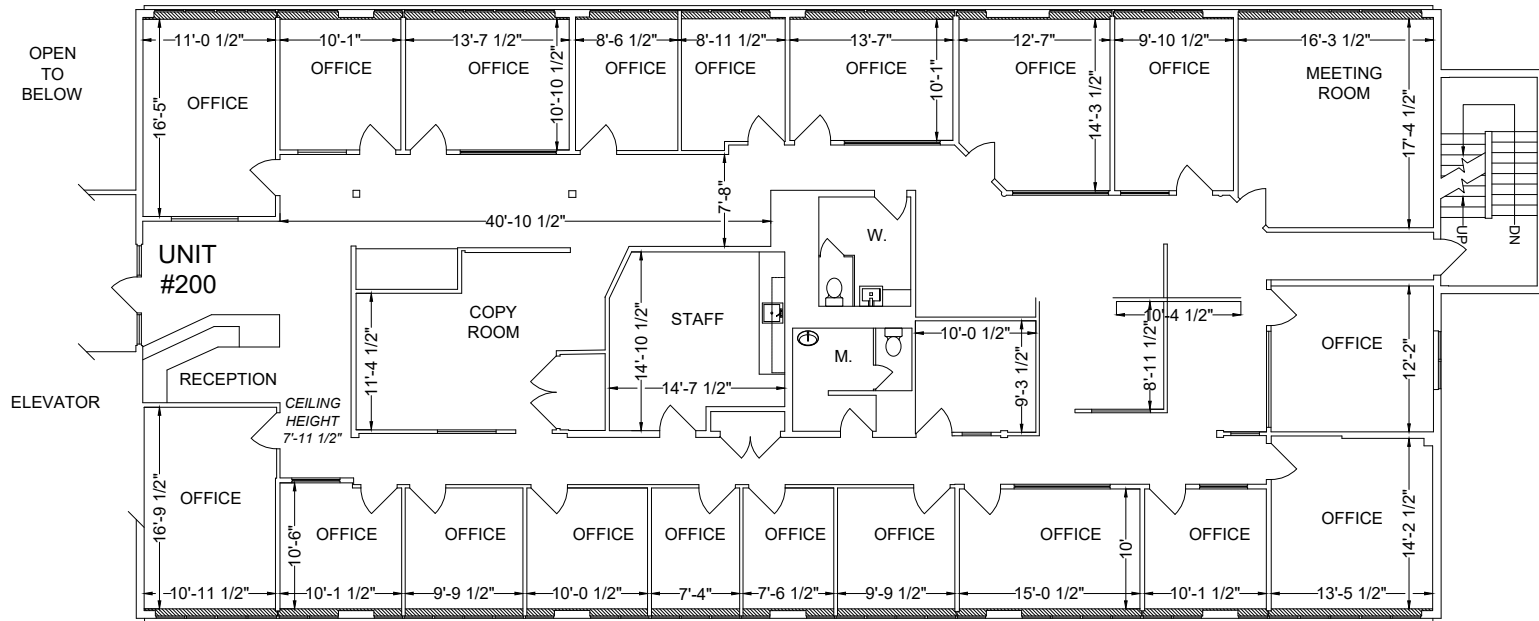 OPEN
TO
BELOW
11'-0 1/2"
10'-1"
13'-7 1/2"
8'-6 1/2"
8'-11 1/2"
13'-7"
12'-7"
9'-10 1/2"
16'-3 1/2"
OFFICE
OFFICE
OFFICE
OFFICE
OFFICE
OFFICE
OFFICE
OFFICE
MEETING
ROOM
16'-5"
10'-10 1/2"
10'-1"
14'-3 1/2"
17'-4 1/2"
7'-8"
40'-10 1/2"
UP
DN
UNIT
#200
W.
COPY
ROOM
STAFF
M.
11'-4 1/2"
14'-10 1/2"
14'-7 1/2"
10'-0 1/2"
9'-3 1/2"
10'-4 1/2"
8'-11 1/2"
OFFICE
12'-2"
RECEPTION
ELEVATOR
CEILING
HEIGHT
7'-11 1/2"
OFFICE
16'-9 1/2"
10'-6"
OFFICE
OFFICE
OFFICE
OFFICE
OFFICE
OFFICE
OFFICE
OFFICE
OFFICE
10'
14'-2 1/2"
10'-11 1/2"
10'-1 1/2"
9'-9 1/2"
10'-0 1/2"
7'-4"
7'-6 1/2"
9'-9 1/2"
15'-0 1/2"
10'-1 1/2"
13'-5 1/2"